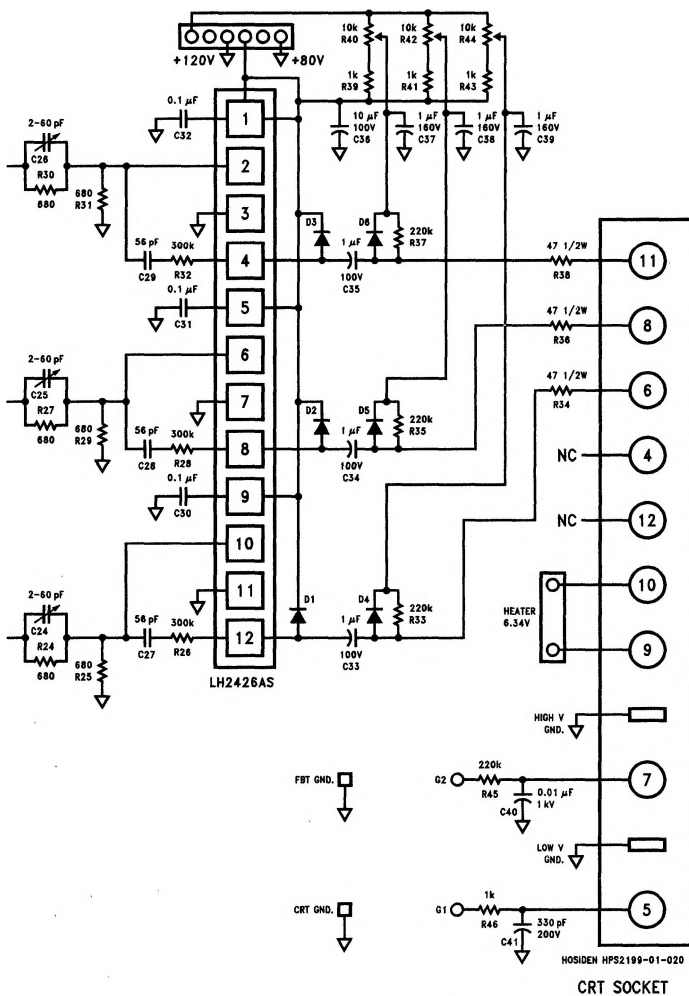 10k
R40
10k
R42
10k
R44
+120V
+80V
1k
R39
1k
R41
1k
R43
0.1 µF
C32
10 µF
100V
C36
1 µF
160V
C37
1 µF
160V
C38
1 µF
160V
C39
1
2-60 pF
C26
R30
680
680
R31
2
3
56 pF
C29
300k
R32
4
D3
D6
1 µF
100V
C35
220k
R37
47 1/2W
R38
11
0.1 µF
C31
5
47 1/2W
R36
8
6
2-60 pF
C25
R27
680
680
R29
7
47 1/2W
R34
6
56 pF
C28
300k
R28
8
D2
D5
1 µF
100V
C34
220k
R35
NC
4
0.1 µF
C30
9
NC
12
10
2-60 pF
C24
R24
680
680
R25
11
HEATER
6.34V
10
56 pF
C27
300k
R26
12
D1
D4
1 µF
100V
C33
220k
R33
9
LH2426AS
HIGH V
GND.
FBT GND.
G2
220k
R45
C40
0.01 µF
1 kV
7
LOW V
GND.
CRT GND.
G1
1k
R46
C41
330 pF
200V
5
HOSIDEN HPS2199-01-020
CRT SOCKET